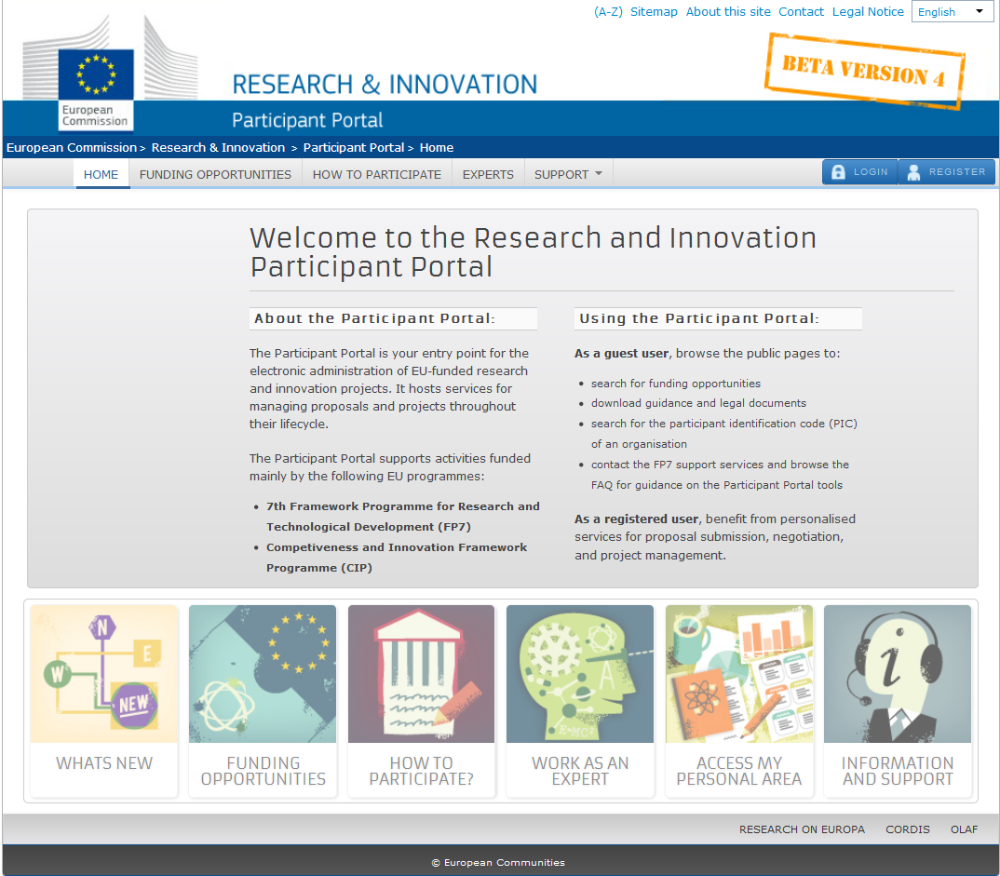 (A-Z) Sitemap About this site Contact Legal Notice English
RESEARCH & INNOVATION
BETA VERSION 4
European
Commission
Participant Portal
European Commission > Research & Innovation > Participant Portal > Home
HOME FUNDING OPPORTUNITIES HOW TO PARTICIPATE EXPERTS SUPPORT LOGIN REGISTER
Welcome to the Research and Innovation
Participant Portal
About the Participant Portal:
The Participant Portal is your entry point for the
electronic administration of EU-funded research
and innovation projects. It hosts services for
managing proposals and projects throughout
their lifecycle.
The Participant Portal supports activities funded
mainly by the following EU programmes:
• 7th Framework Programme for Research and
Technological Development (FP7)
• Competiveness and Innovation Framework
Programme (CIP)
Using the Participant Portal:
As a guest user, browse the public pages to:
• search for funding opportunities
• download guidance and legal documents
• search for the participant identification code (PIC)
of an organisation
• contact the FP7 support services and browse the
FAQ for guidance on the Participant Portal tools
As a registered user, benefit from personalised
services for proposal submission, negotiation,
and project management.
N
E
W
NEW
WHATS NEW
FUNDING
OPPORTUNITIES
HOW TO
PARTICIPATE?
A
E=MC²
WORK AS AN
EXPERT
ACCESS MY
PERSONAL AREA
i
INFORMATION
AND SUPPORT
RESEARCH ON EUROPA CORDIS OLAF
© European Communities